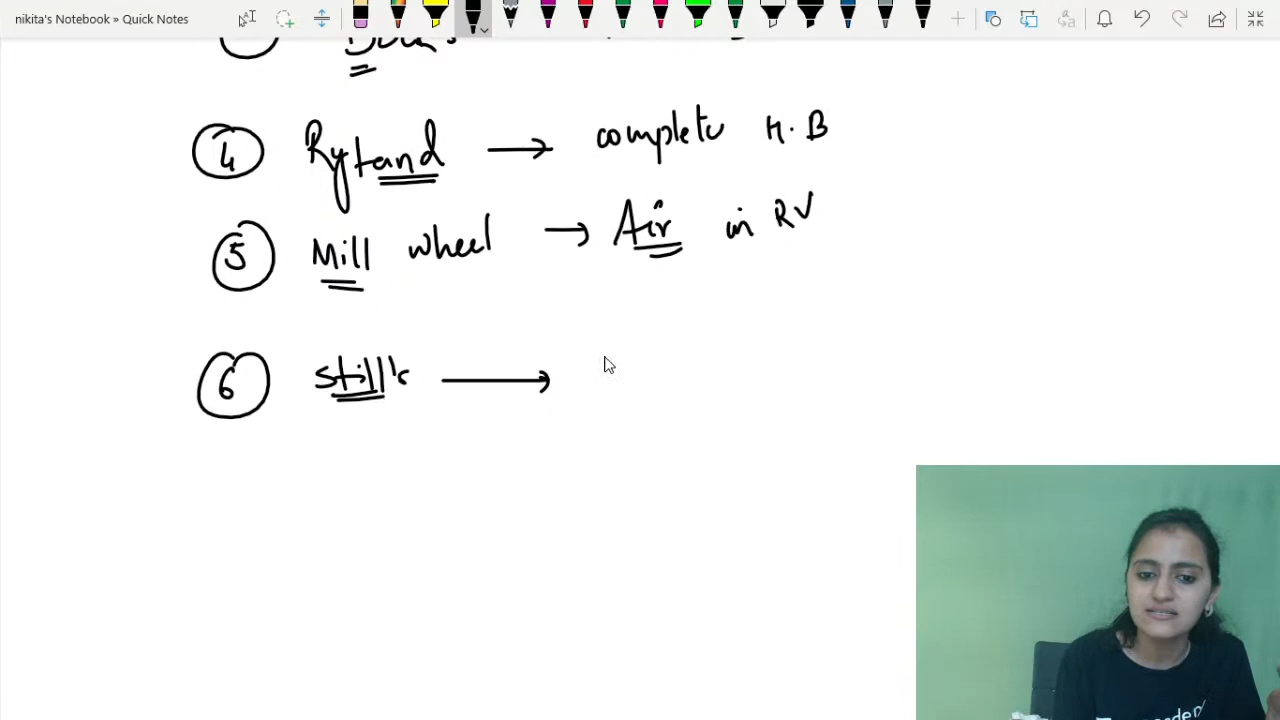 nikita's Notebook » Quick Notes
4 Rytand → complete H.B
5 Mill wheel → Air in RV
6 still's →